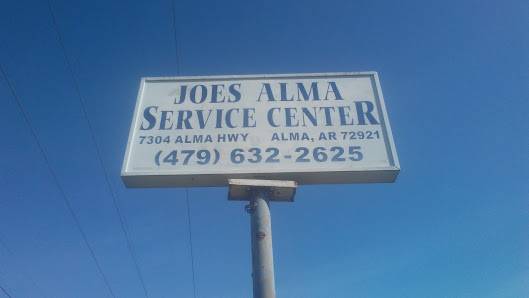 JOES ALMA
SERVICE CENTER
7304 ALMA HWY ALMA, AR 72921
(479) 632-2625